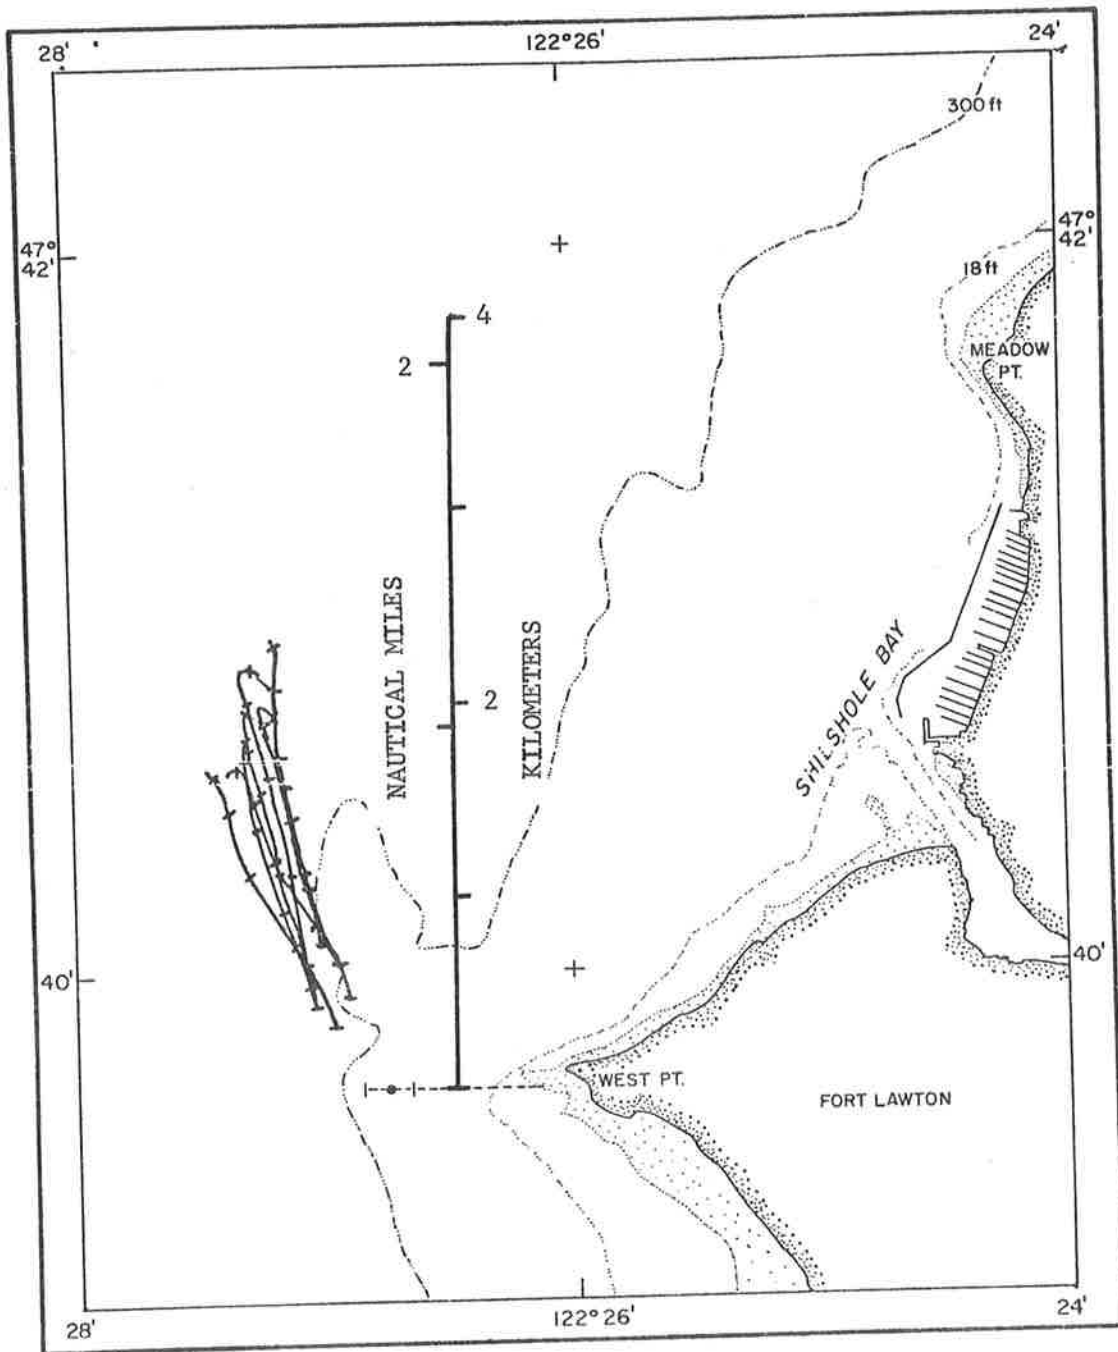 28'
122°26'
24'
300 ft
47°
42'
47°
42'
18 ft
4
MEADOW
PT.
2
NAUTICAL MILES
KILOMETERS
2
SHILSHOLE BAY
40'
40'
WEST PT.
FORT LAWTON
28'
122°26'
24'